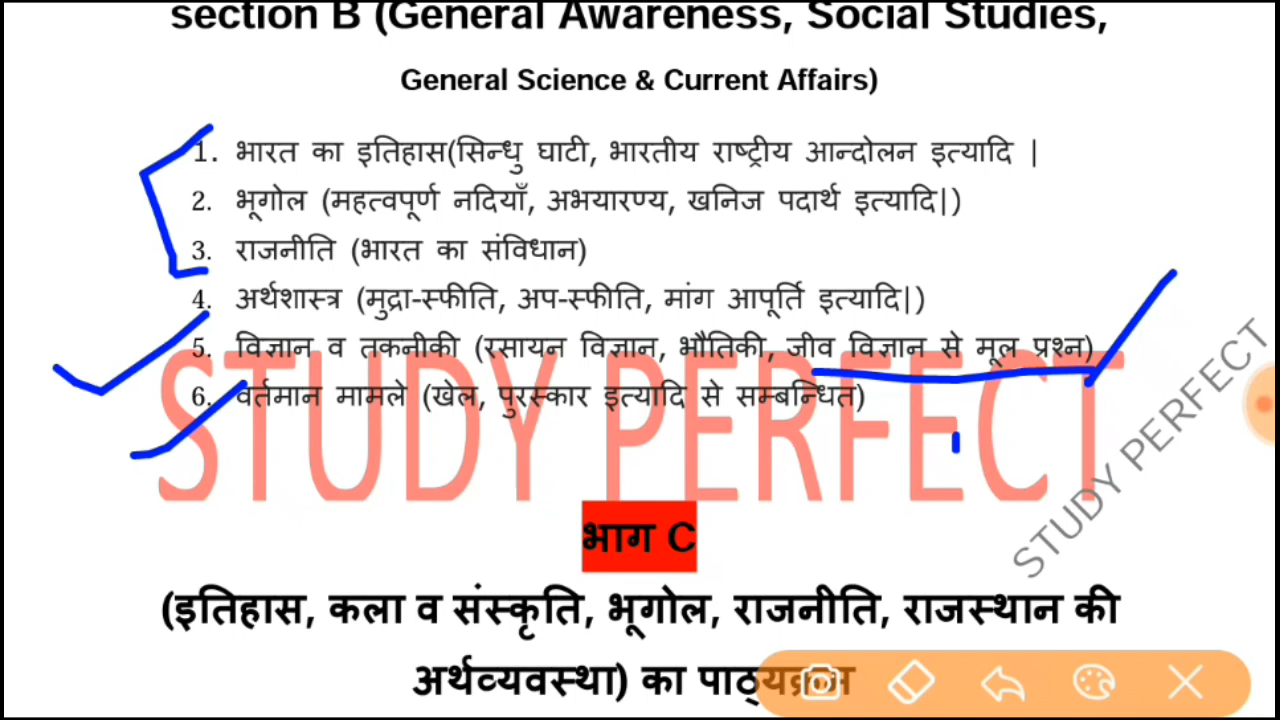 section B (General Awareness, Social Studies,
General Science & Current Affairs)
1. भारत का इतिहास(सिन्धु घाटी, भारतीय राष्ट्रीय आन्दोलन इत्यादि |
2. भूगोल (महत्वपूर्ण नदियाँ, अभयारण्य, खनिज पदार्थ इत्यादि|)
3. राजनीति (भारत का संविधान)
4. अर्थशास्त्र (मुद्रा-स्फीति, अप-स्फीति, मांग आपूर्ति इत्यादि|)
5. विज्ञान व तकनीकी (रसायन विज्ञान, भौतिकी, जीव विज्ञान से मूल प्रश्न)
6. वर्तमान मामले (खेल, पुरस्कार इत्यादि से सम्बन्धित)
STUDY PERFECT
STUDY PERFECT
भाग C
(इतिहास, कला व संस्कृति, भूगोल, राजनीति, राजस्थान की
अर्थव्यवस्था) का पाठ्यक्रम